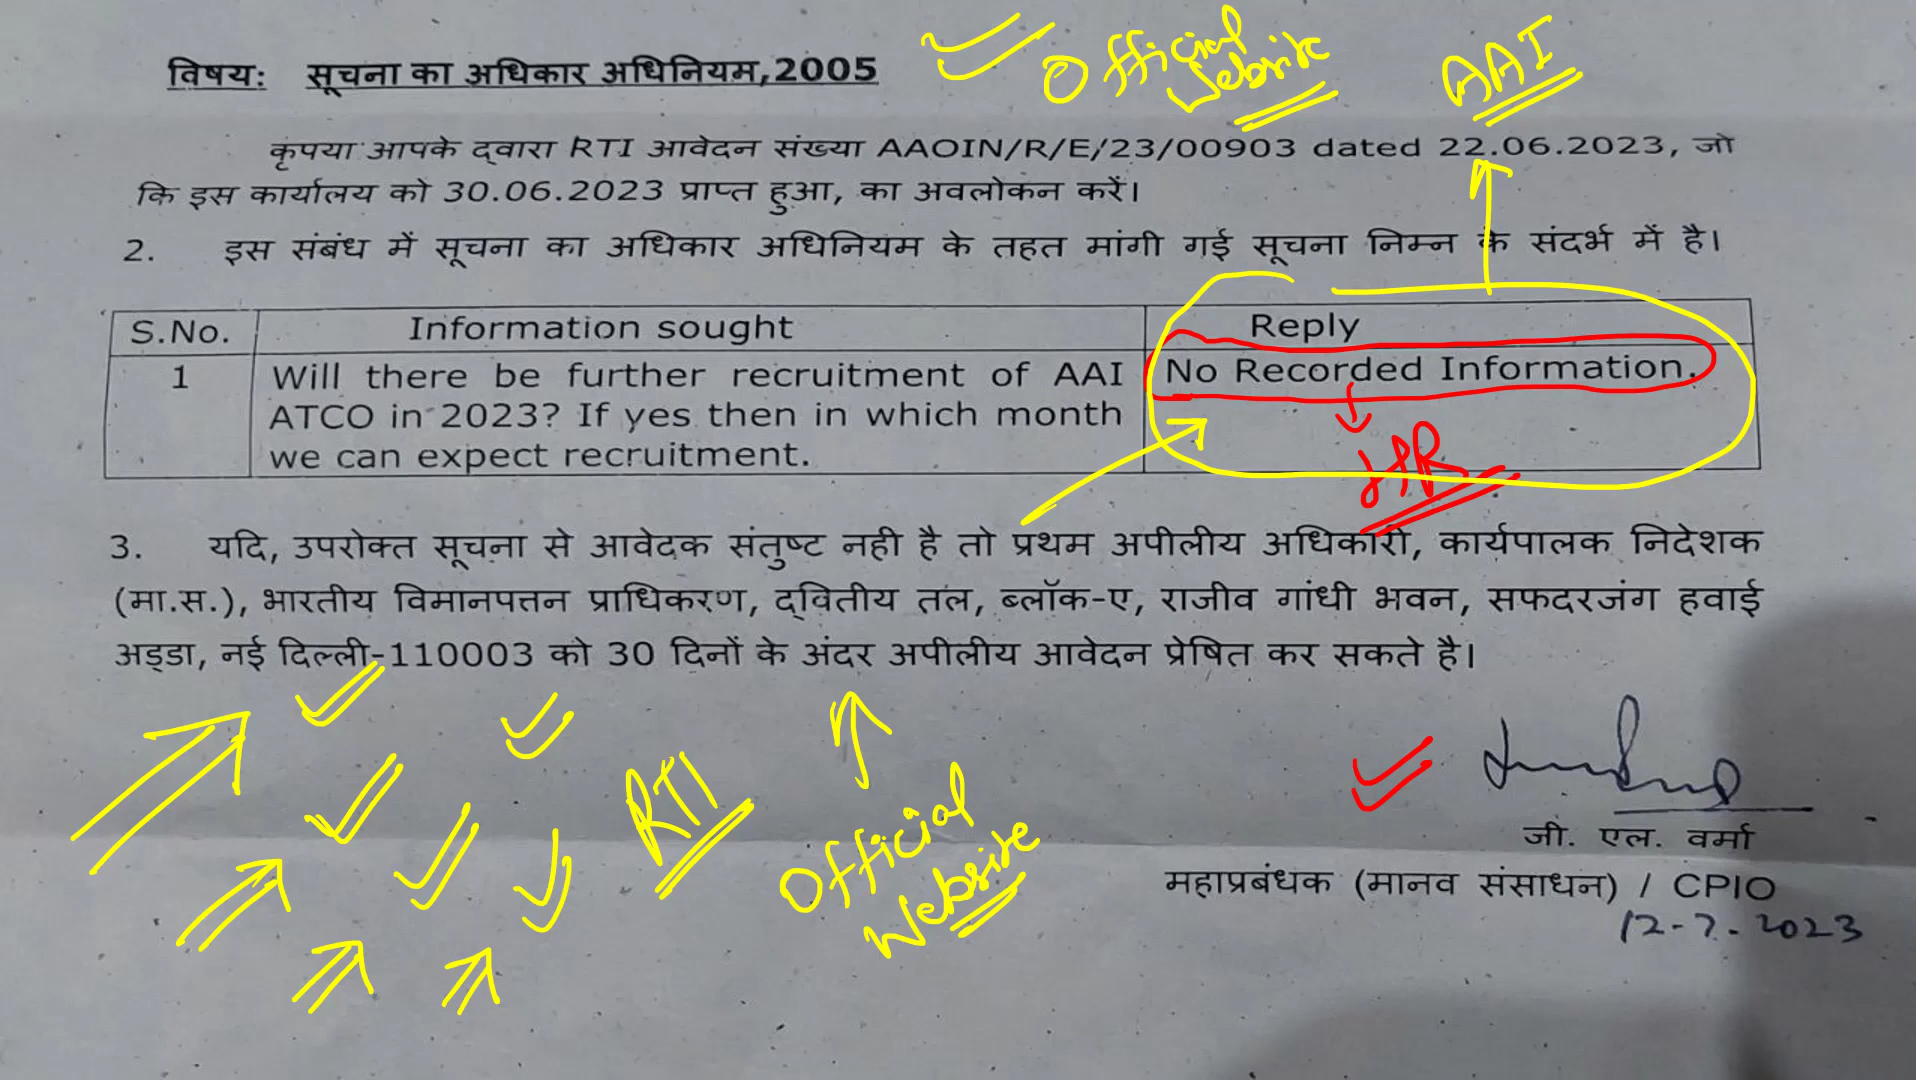 विषय: सूचना का अधिकार अधिनियम,2005
Official Website
AAI
कृपया आपके द्वारा RTI आवेदन संख्या AAOIN/R/E/23/00903 dated 22.06.2023, जो
कि इस कार्यालय को 30.06.2023 प्राप्त हुआ, का अवलोकन करें।
2. इस संबंध में सूचना का अधिकार अधिनियम के तहत मांगी गई सूचना निम्न के संदर्भ में है।
S.No. Information sought Reply
1 Will there be further recruitment of AAI No Recorded Information.
ATCO in 2023? If yes then in which month
we can expect recruitment.
HR
3. यदि, उपरोक्त सूचना से आवेदक संतुष्ट नही है तो प्रथम अपीलीय अधिकारी, कार्यपालक निदेशक
(मा.स.), भारतीय विमानपत्तन प्राधिकरण, द्वितीय तल, ब्लॉक-ए, राजीव गांधी भवन, सफदरजंग हवाई
अड्डा, नई दिल्ली-110003 को 30 दिनों के अंदर अपीलीय आवेदन प्रेषित कर सकते है।
RTI
Official
Website
जी. एल. वर्मा
महाप्रबंधक (मानव संसाधन) / CPIO
12-7-2023